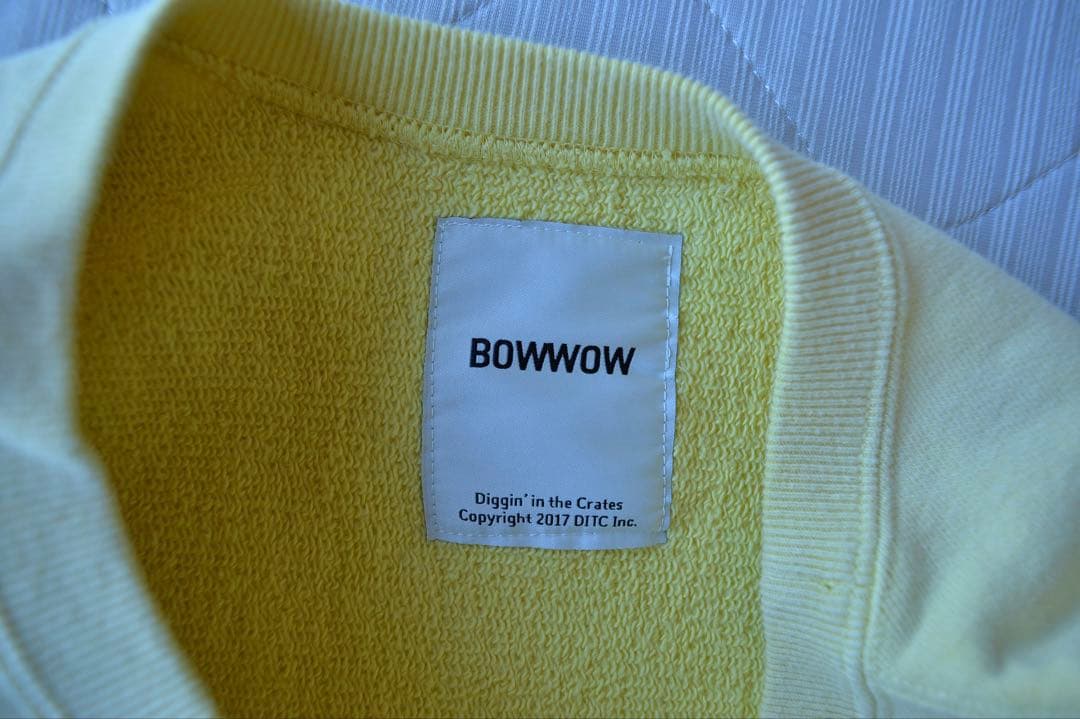 BOWWOW
Diggin' in the Crates
Copyright 2017 DITC Inc.